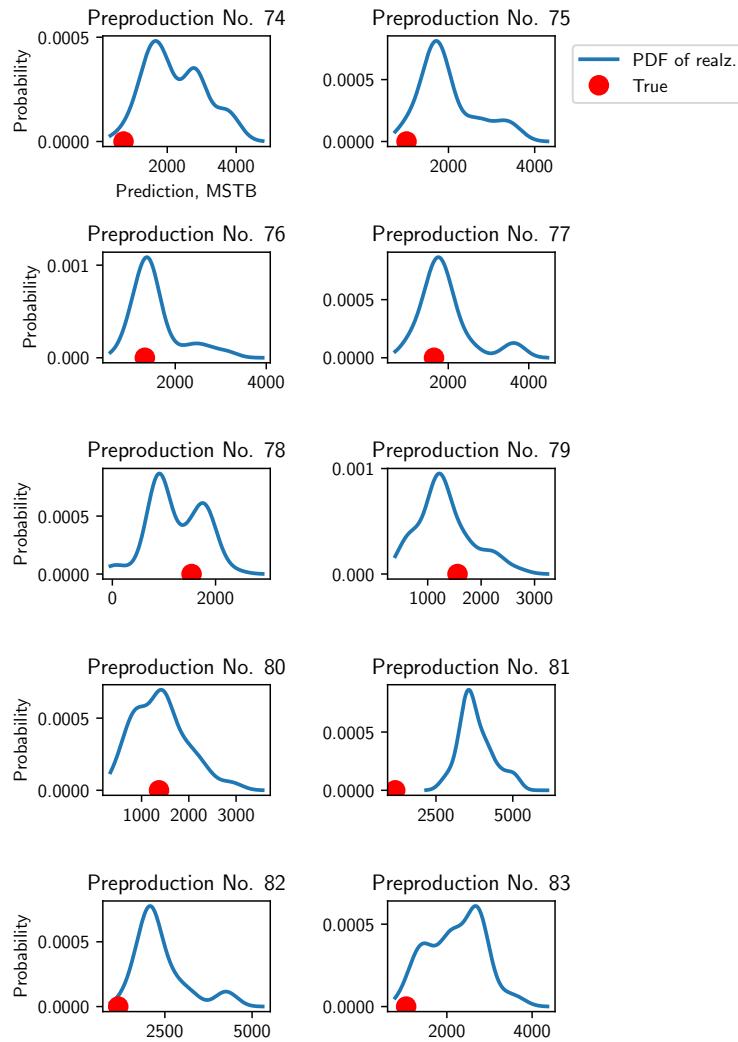 Preproduction No. 74
Preproduction No. 75
0.0005
0.0000
Probability
2000 4000
Prediction, MSTB
0.0005
0.0000
2000 4000
PDF of realz.
True
Preproduction No. 76
Preproduction No. 77
0.001
0.000
Probability
2000 4000
0.0005
0.0000
2000 4000
Preproduction No. 78
Preproduction No. 79
0.0005
0.0000
Probability
0 2000
0.001
0.000
1000 2000 3000
Preproduction No. 80
Preproduction No. 81
0.0005
0.0000
Probability
1000 2000 3000
0.0005
0.0000
2500 5000
Preproduction No. 82
Preproduction No. 83
0.0005
0.0000
Probability
2500 5000
0.0005
0.0000
2000 4000